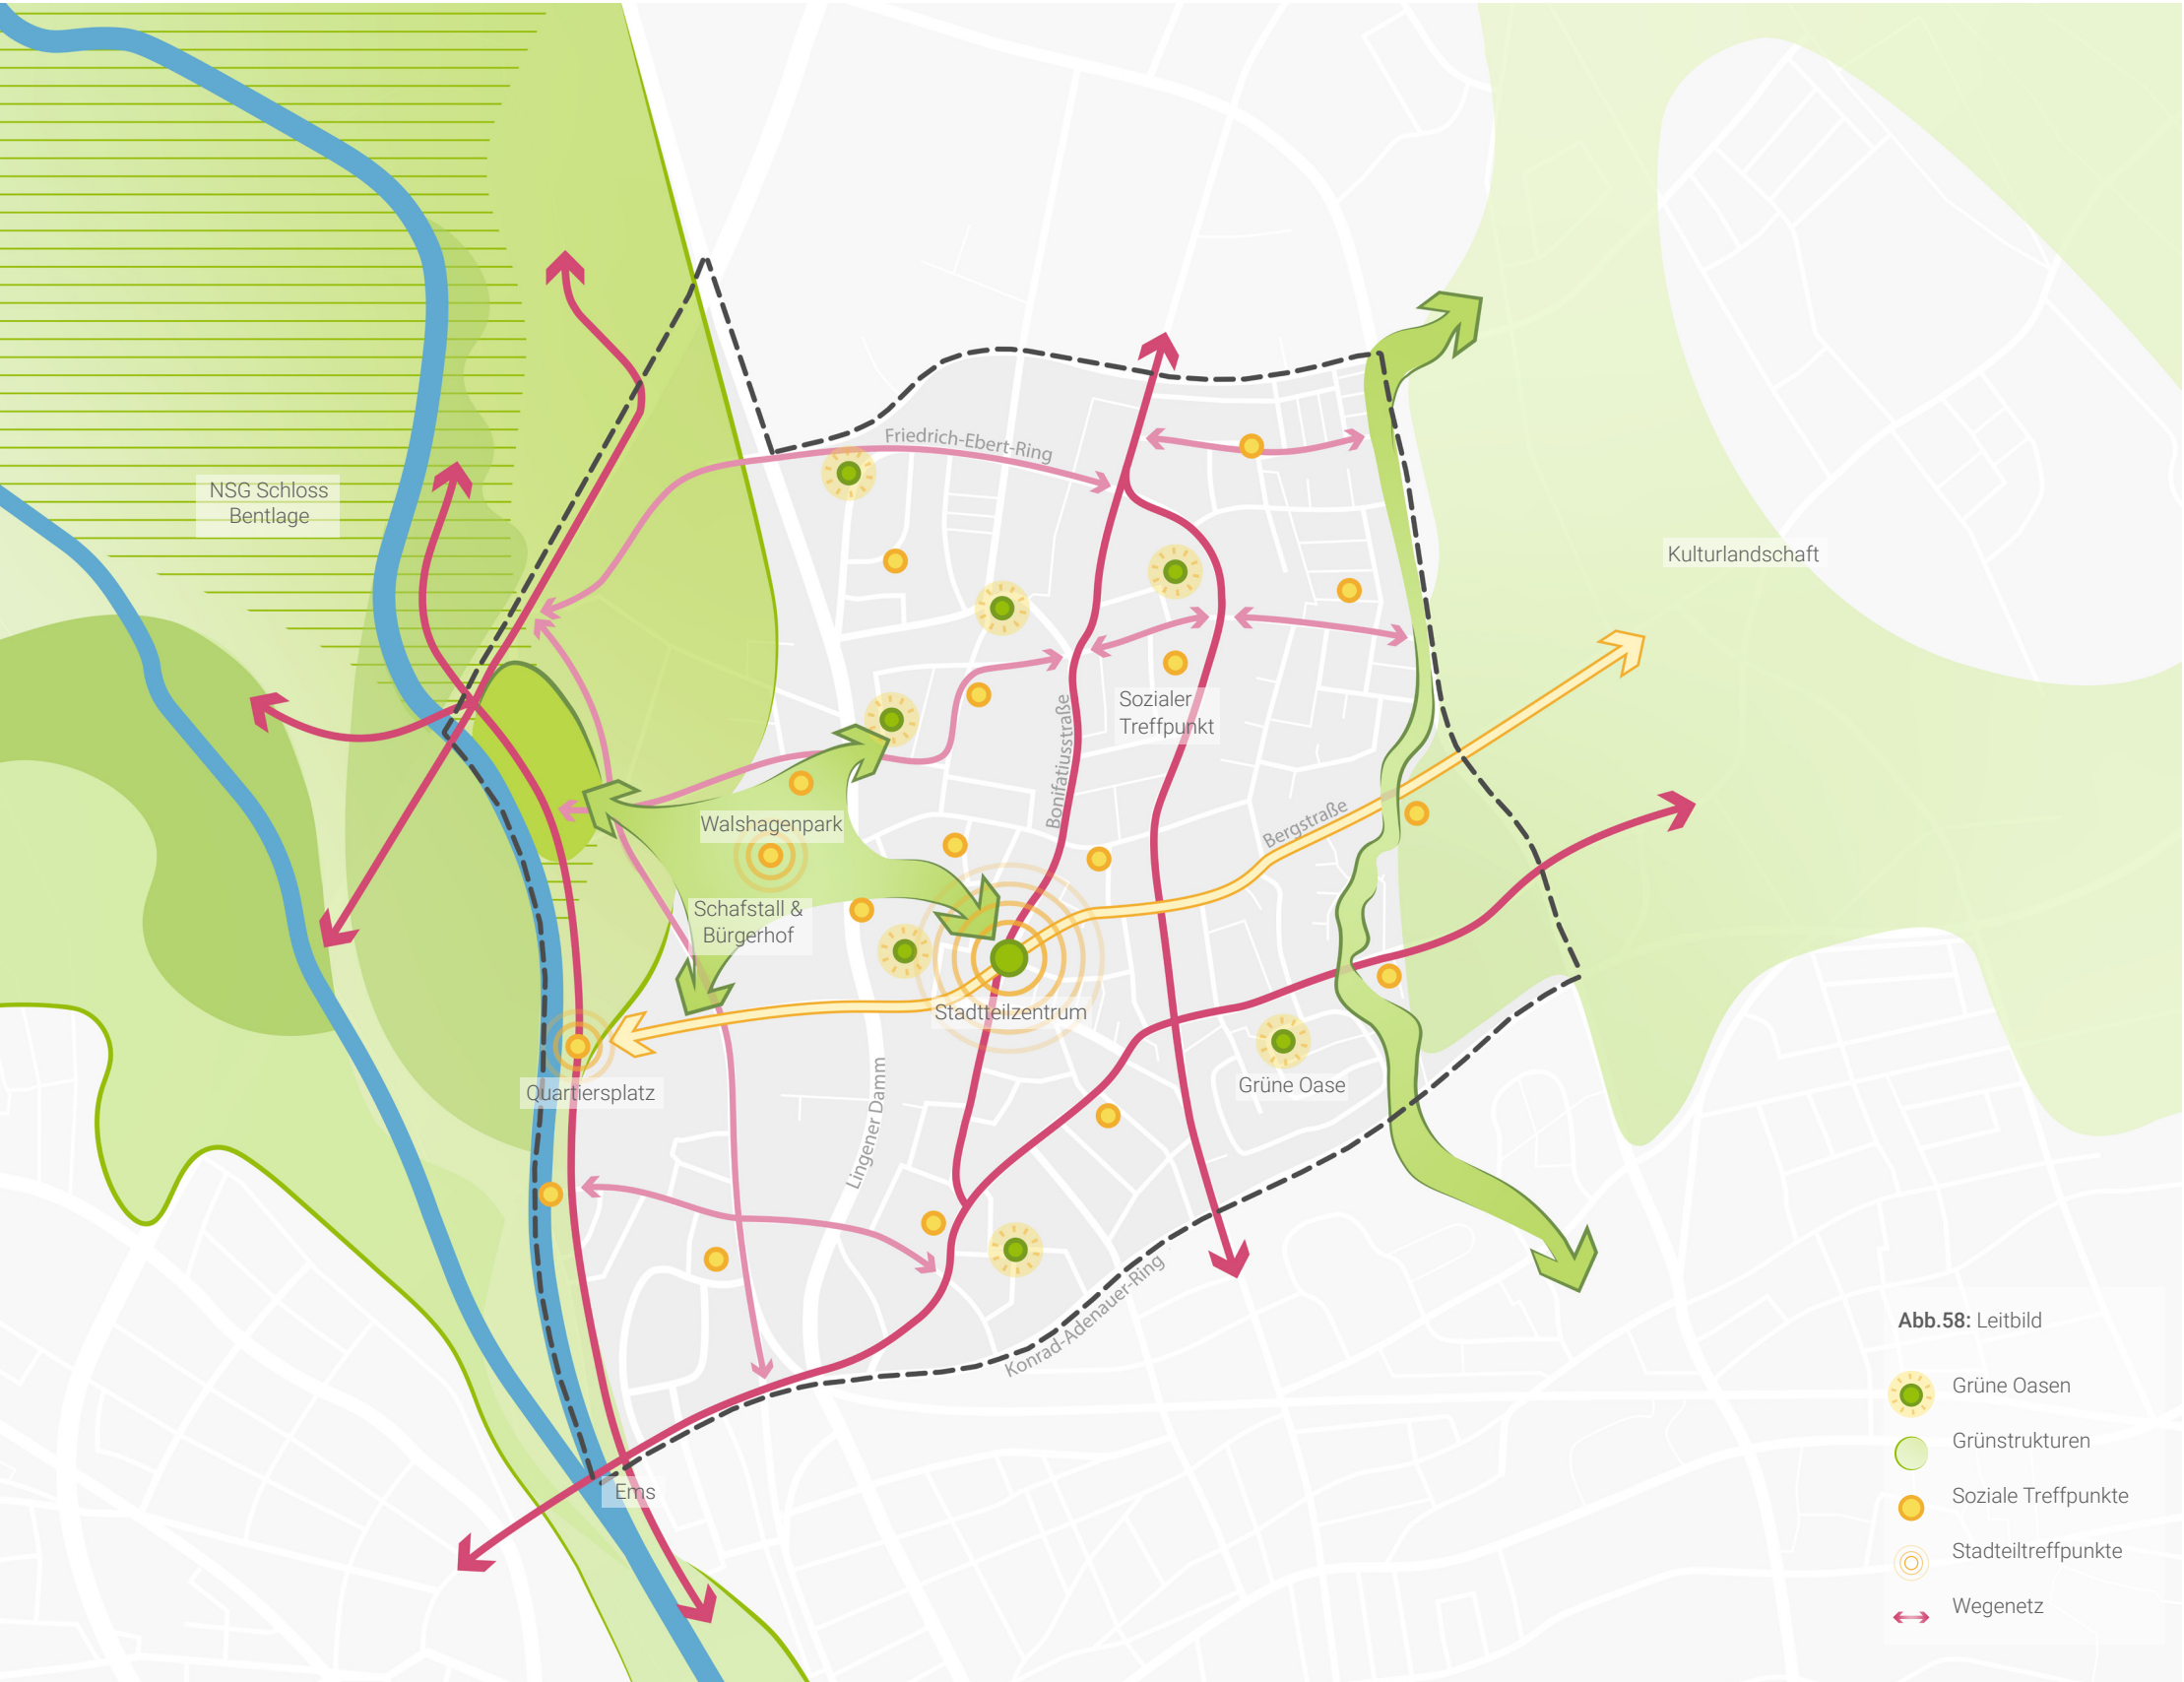 Friedrich-Ebert-Ring
NSG Schloss
Bentlage
Kulturlandschaft
Sozialer
Treffpunkt
Bonifatiusstraße
Bergstraße
Walshagenpark
Schafstall &
Bürgerhof
Stadtteilzentrum
Quartiersplatz
Grüne Oase
Lingener Damm
Konrad-Adenauer-Ring
Ems
Abb.58: Leitbild
Grüne Oasen
Grünstrukturen
Soziale Treffpunkte
Stadteiltreffpunkte
Wegenetz